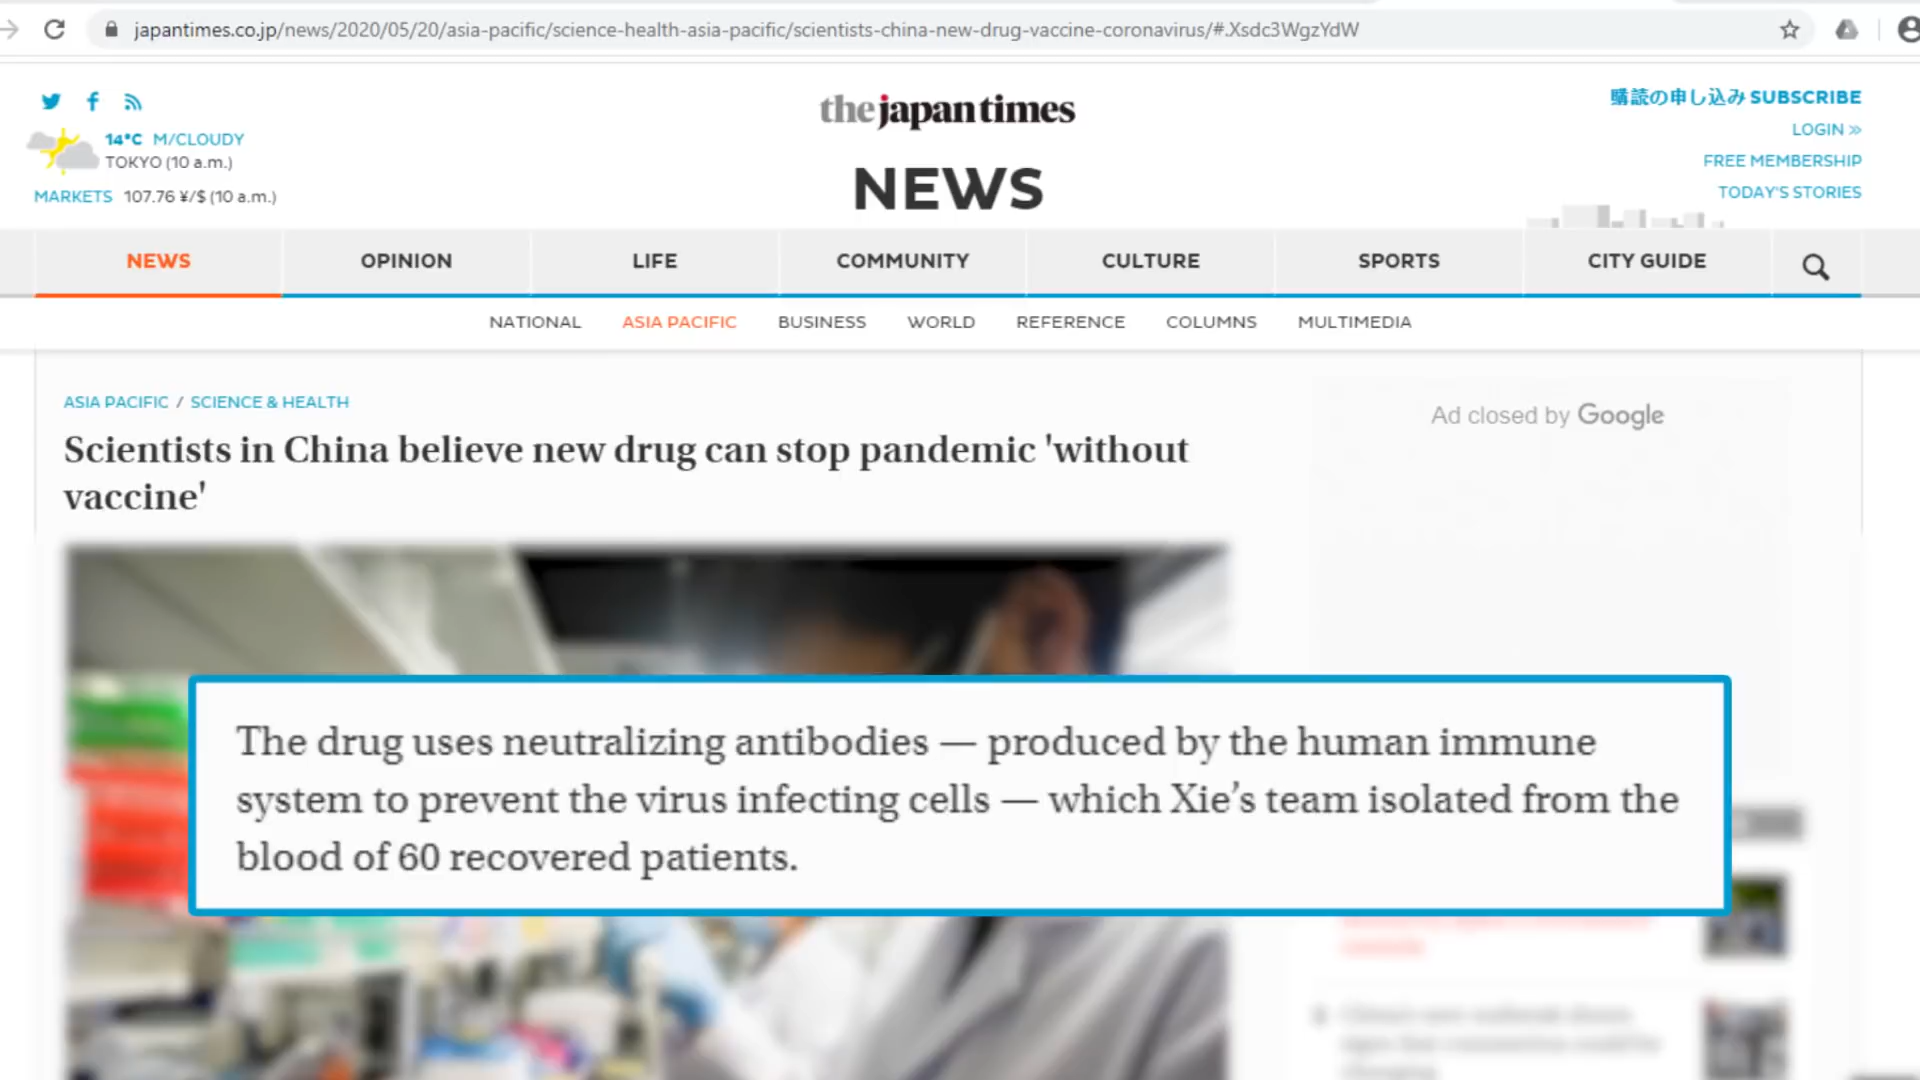 japantimes.co.jp/news/2020/05/20/asia-pacific/science-health-asia-pacific/scientists-china-new-drug-vaccine-coronavirus/#.Xsdc3WgzYdW
the japan times
購読の申し込み SUBSCRIBE
14°C M/CLOUDY
LOGIN »
TOKYO (10 a.m.)
FREE MEMBERSHIP
NEWS
MARKETS 107.76 ¥/$ (10 a.m.)
TODAY'S STORIES
NEWS OPINION LIFE COMMUNITY CULTURE SPORTS CITY GUIDE
NATIONAL ASIA PACIFIC BUSINESS WORLD REFERENCE COLUMNS MULTIMEDIA
ASIA PACIFIC / SCIENCE & HEALTH
Ad closed by Google
Scientists in China believe new drug can stop pandemic 'without
vaccine'
The drug uses neutralizing antibodies — produced by the human immune
system to prevent the virus infecting cells — which Xie’s team isolated from the
blood of 60 recovered patients.